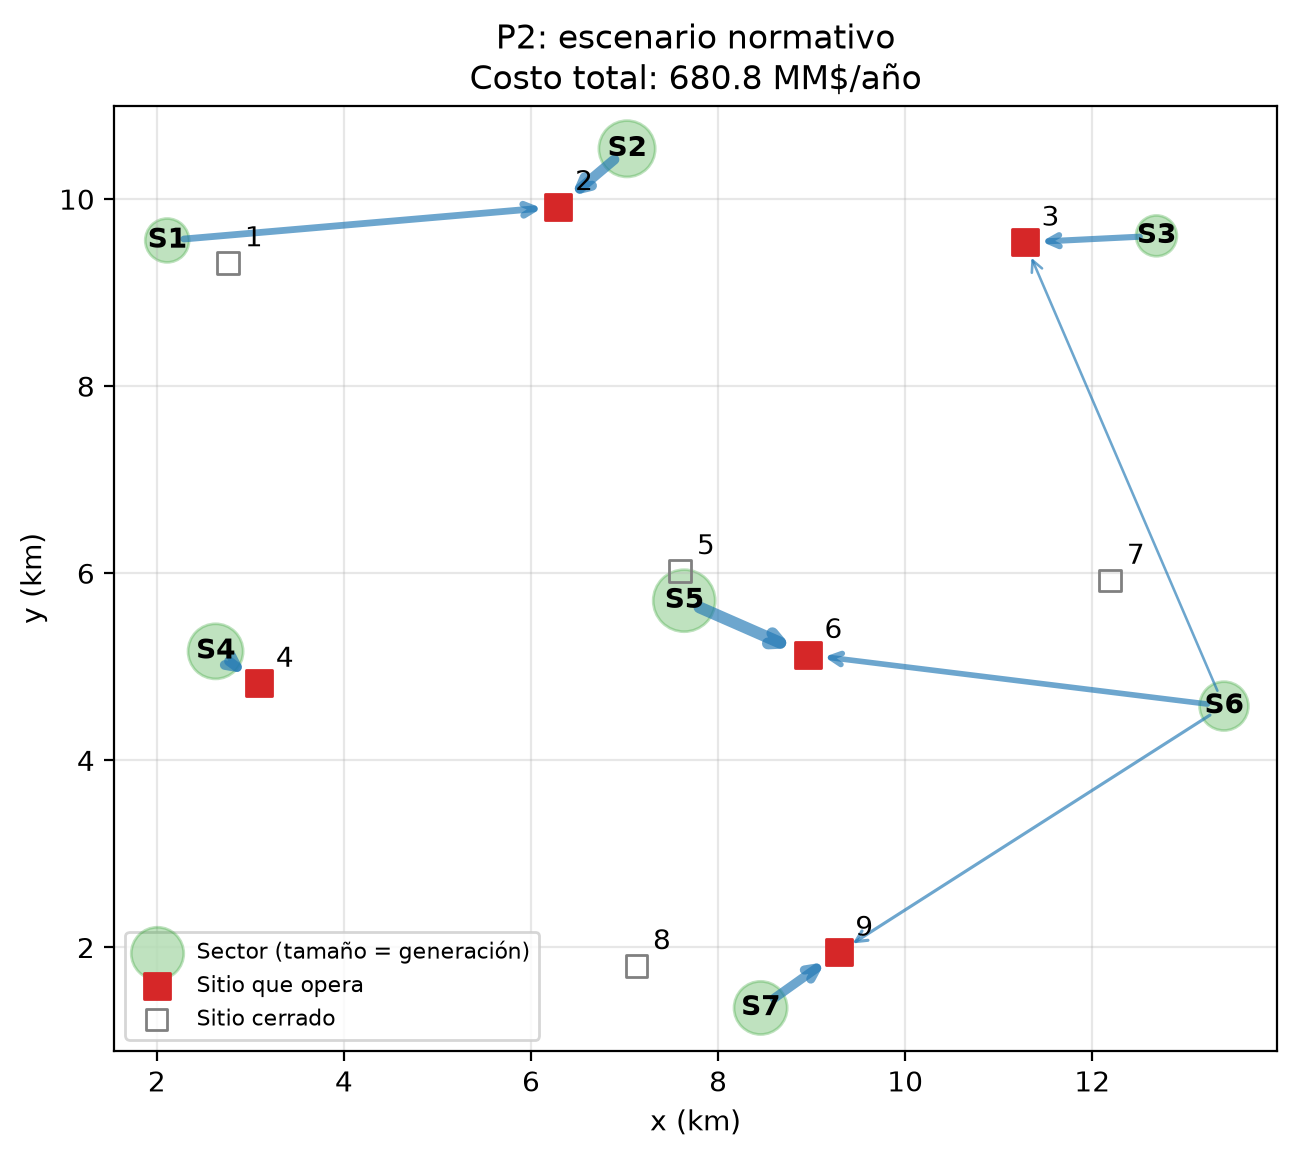 P2: escenario normativo
Costo total: 680.8 MM$/año
S2
2
S1
1
3
S3
5
S5
7
6
S4
4
S6
8
9
S7
Sector (tamaño = generación)
Sitio que opera
Sitio cerrado
10
8
6
4
2
y (km)
2 4 6 8 10 12
x (km)